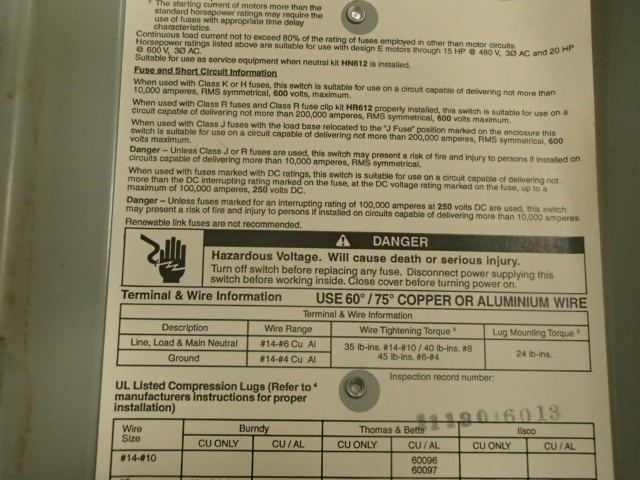 ² The starting current of motors more than the
standard horsepower ratings may require the
use of fuses with appropriate time delay
characteristics.
Continuous load current not to exceed 80% of the rating of fuses employed in other than motor circuits.
Horsepower ratings listed above are suitable for use with design E motors through 15 HP @ 480 V, 3Ø AC and 20 HP
@ 600 V, 3Ø AC.
Suitable for use as service equipment when neutral kit HN612 is installed.
Fuse and Short Circuit Information
When used with Class K or H fuses, this switch is suitable for use on a circuit capable of delivering not more than
10,000 amperes, RMS symmetrical, 600 volts, maximum.
When used with Class R fuses and Class R fuse clip kit HR612 properly installed, this switch is suitable for use on a
circuit capable of delivering not more than 200,000 amperes, RMS symmetrical, 600 volts maximum.
When used with Class J fuses with the load base relocated to the "J Fuse" position marked on the enclosure this
switch is suitable for use on a circuit capable of delivering not more than 200,000 amperes, RMS symmetrical, 600
volts maximum.
Danger – Unless Class J or R fuses are used, this switch may present a risk of fire and injury to persons if installed on
circuits capable of delivering more than 10,000 amperes, RMS symmetrical.
When used with fuses marked with DC ratings, this switch is suitable for use on a circuit capable of delivering not
more than the DC interrupting rating marked on the fuse, at the DC voltage rating marked on the fuse, up to a
maximum of 100,000 amperes, 250 volts DC.
Danger – Unless fuses marked for an interrupting rating of 100,000 amperes at 250 volts DC are used, this switch
may present a risk of fire and injury to persons if installed on circuits capable of delivering more than 10,000 amperes.
Renewable link fuses are not recommended.
DANGER
Hazardous Voltage. Will cause death or serious injury.
Turn off switch before replacing any fuse. Disconnect power supplying this
switch before working inside. Close cover before turning power on.
Terminal & Wire Information USE 60° / 75° COPPER OR ALUMINIUM WIRE
Terminal & Wire Information
Description Wire Range Wire Tightening Torque ³ Lug Mounting Torque ³
Line, Load & Main Neutral #14-#6 Cu Al 35 lb-ins. #14-#10 / 40 lb-ins. #8 24 lb-ins.
Ground #14-#4 Cu Al 45 lb-ins. #6-#4
Inspection record number:
UL Listed Compression Lugs (Refer to ⁴
manufacturers instructions for proper
installation)
1113016013
Wire Size Burndy Thomas & Betts Ilsco
CU ONLY CU / AL CU ONLY CU / AL CU ONLY CU / AL
#14-#10 60096
60097